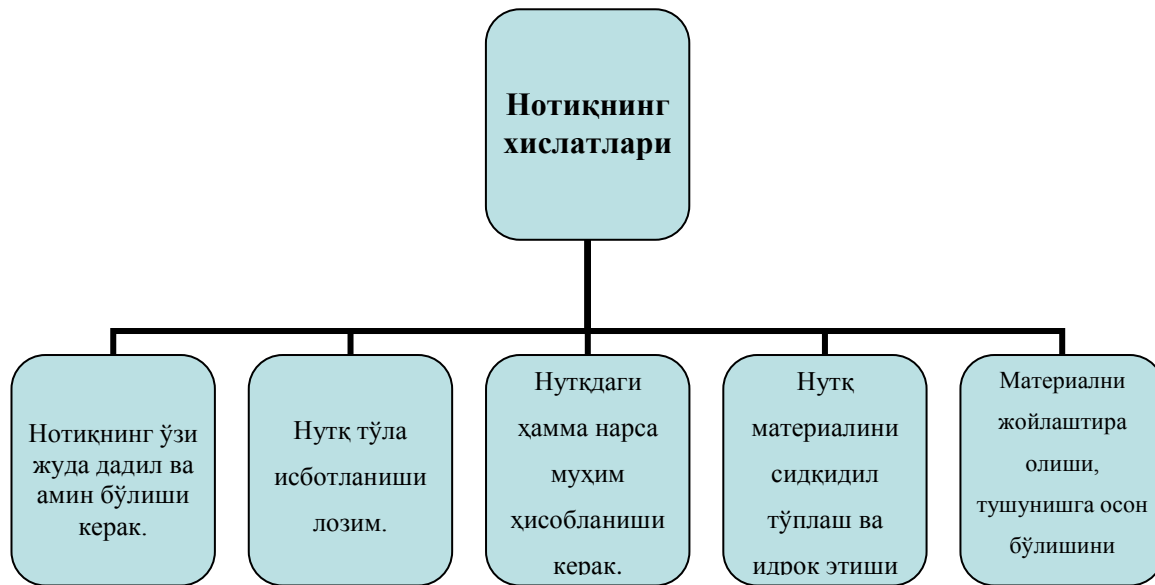 Нотиқнинг
хислатлари
Нотиқнинг ўзи
жуда дадил ва
амин бўлиши
керак.
Нутқ тўла
исботланиши
лозим.
Нутқдаги
ҳамма нарса
муҳим
ҳисобланиши
керак.
Нутқ
материалини
сидқидил
тўплаш ва
идрок этиши
Материални
жойлаштира
олиши,
тушунишга осон
бўлишини